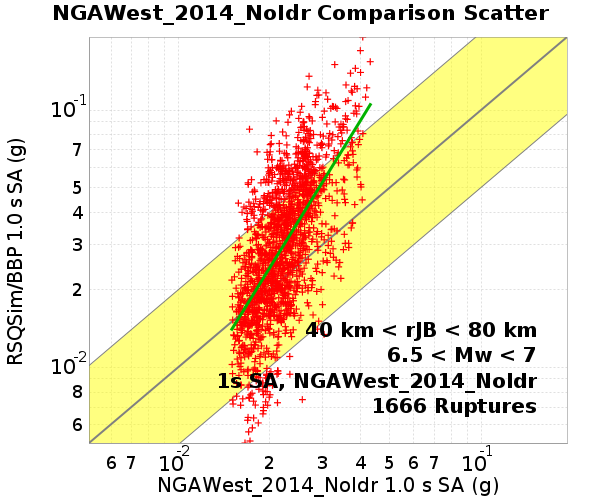 NGAWest_2014_NoIdr Comparison Scatter
RSQSim/BBP 1.0 s SA (g)
10⁻¹
7
5
4
3
2
10⁻²
8
6
40 km < rJB < 80 km
6.5 < Mw < 7
1s SA, NGAWest_2014_NoIdr
1666 Ruptures
6 7 10⁻² 2 3 4 5 6 7 10⁻¹
NGAWest_2014_NoIdr 1.0 s SA (g)